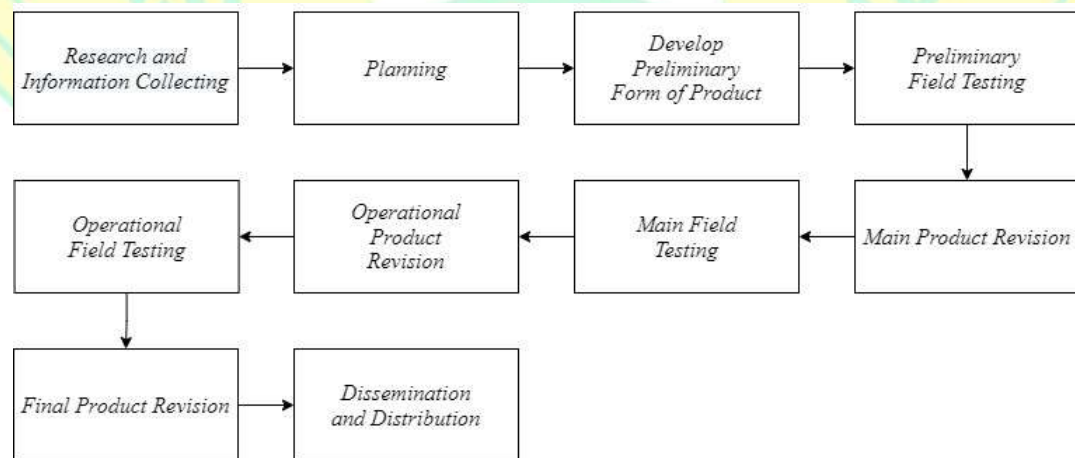 Research and
Information Collecting
Planning
Develop
Preliminary
Form of Product
Preliminary
Field Testing
Main Product Revision
Main Field
Testing
Operational
Product
Revision
Operational
Field Testing
Final Product Revision
Dissemination
and Distribution